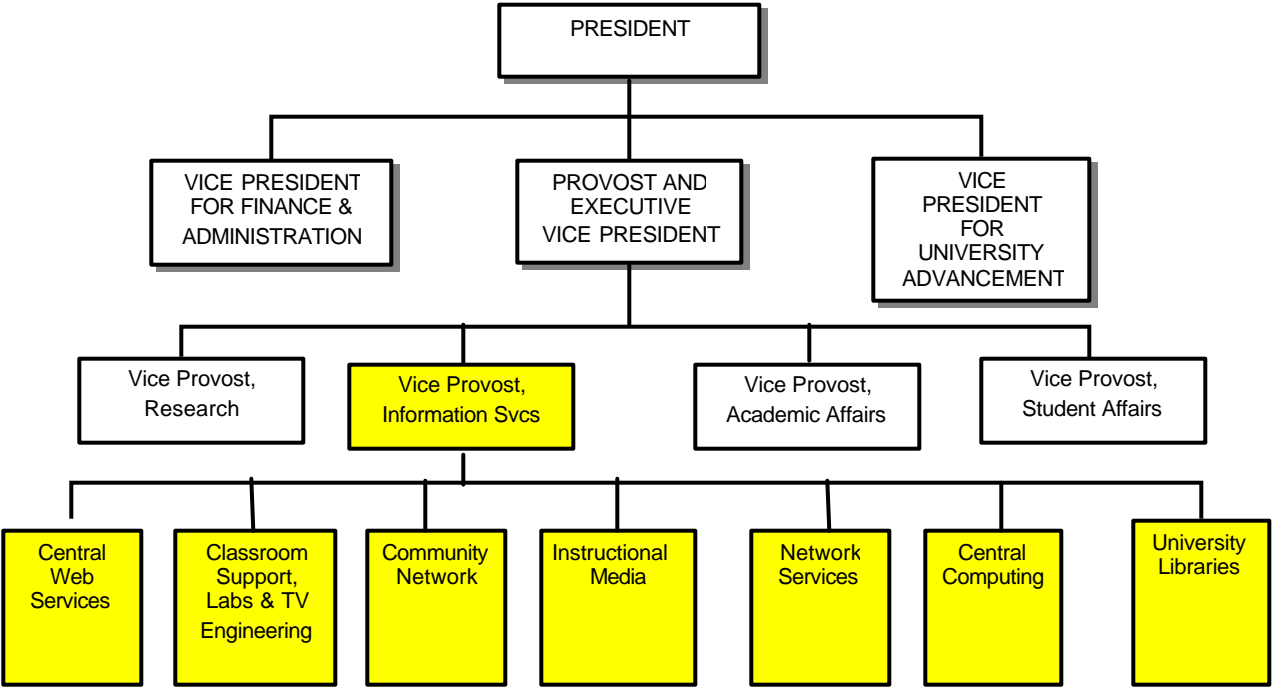 PRESIDENT
VICE PRESIDENT
FOR FINANCE &
ADMINISTRATION
PROVOST AND
EXECUTIVE
VICE PRESIDENT
VICE
PRESIDENT
FOR
UNIVERSITY
ADVANCEMENT
Vice Provost,
Research
Vice Provost,
Information Svcs
Vice Provost,
Academic Affairs
Vice Provost,
Student Affairs
Central
Web
Services
Classroom
Support,
Labs & TV
Engineering
Community
Network
Instructional
Media
Network
Services
Central
Computing
University
Libraries